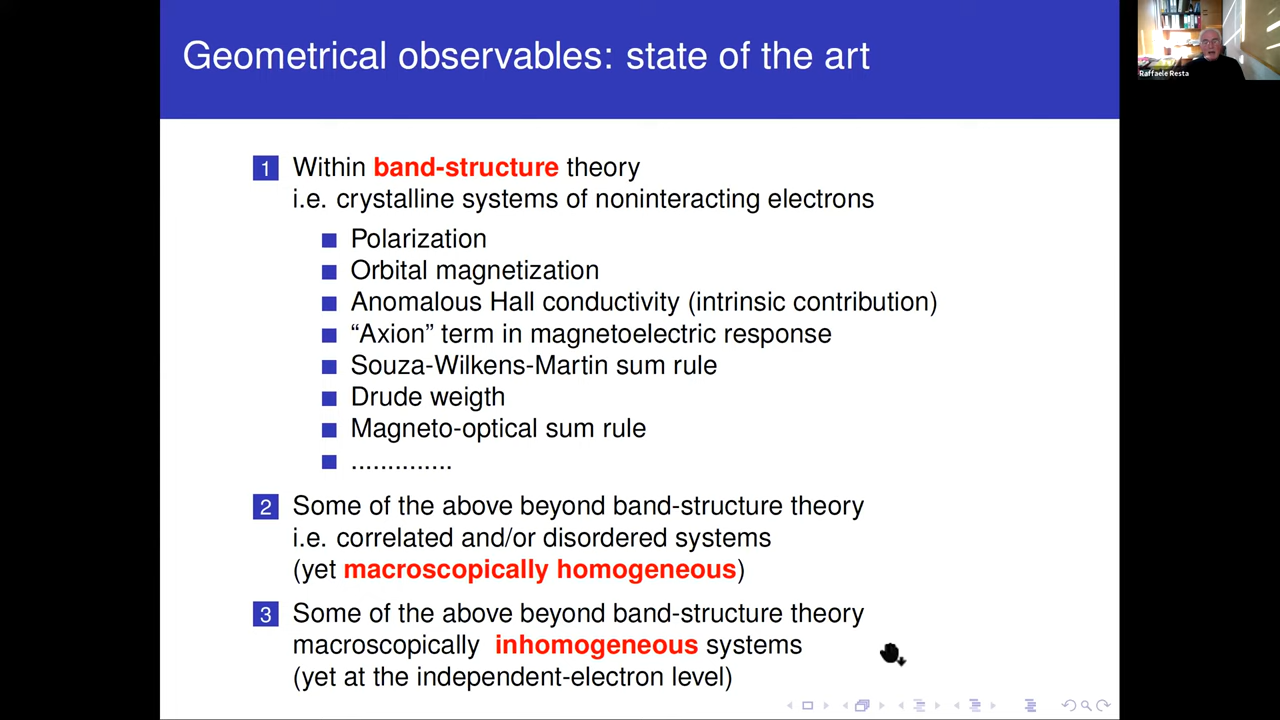 Geometrical observables: state of the art
Raffaele Resta
1 Within band-structure theory
i.e. crystalline systems of noninteracting electrons
Polarization
Orbital magnetization
Anomalous Hall conductivity (intrinsic contribution)
“Axion” term in magnetoelectric response
Souza-Wilkens-Martin sum rule
Drude weigth
Magneto-optical sum rule
..............
2 Some of the above beyond band-structure theory
i.e. correlated and/or disordered systems
(yet macroscopically homogeneous)
3 Some of the above beyond band-structure theory
macroscopically inhomogeneous systems
(yet at the independent-electron level)